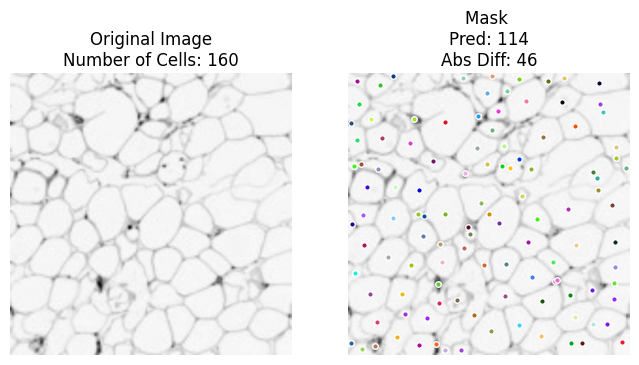 Original Image
Number of Cells: 160
Mask
Pred: 114
Abs Diff: 46